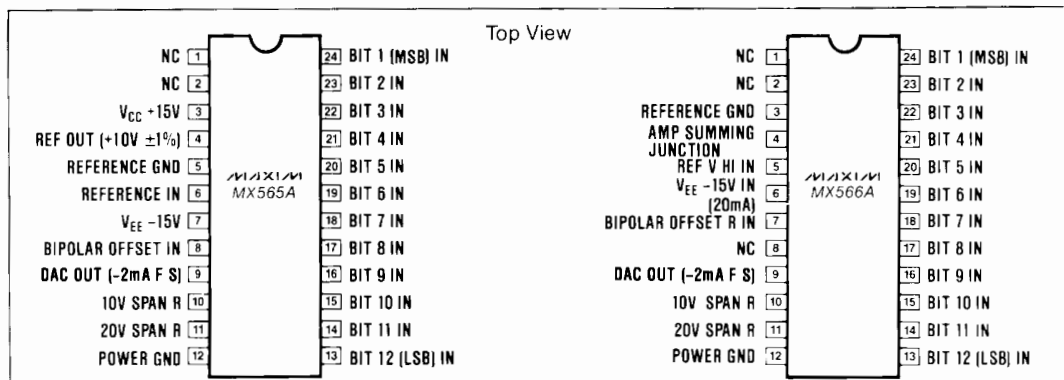 Top View
NC 1
NC 2
VCC +15V 3
REF OUT (+10V ±1%) 4
REFERENCE GND 5
REFERENCE IN 6
VEE −15V 7
BIPOLAR OFFSET IN 8
DAC OUT (−2mA F S) 9
10V SPAN R 10
20V SPAN R 11
POWER GND 12
MAXIM
MX565A
24 BIT 1 (MSB) IN
23 BIT 2 IN
22 BIT 3 IN
21 BIT 4 IN
20 BIT 5 IN
19 BIT 6 IN
18 BIT 7 IN
17 BIT 8 IN
16 BIT 9 IN
15 BIT 10 IN
14 BIT 11 IN
13 BIT 12 (LSB) IN
NC 1
NC 2
REFERENCE GND 3
AMP SUMMING
JUNCTION 4
REF V HI IN 5
VEE −15V IN
(20mA) 6
BIPOLAR OFFSET R IN 7
NC 8
DAC OUT (−2mA F S) 9
10V SPAN R 10
20V SPAN R 11
POWER GND 12
MAXIM
MX566A
24 BIT 1 (MSB) IN
23 BIT 2 IN
22 BIT 3 IN
21 BIT 4 IN
20 BIT 5 IN
19 BIT 6 IN
18 BIT 7 IN
17 BIT 8 IN
16 BIT 9 IN
15 BIT 10 IN
14 BIT 11 IN
13 BIT 12 (LSB) IN